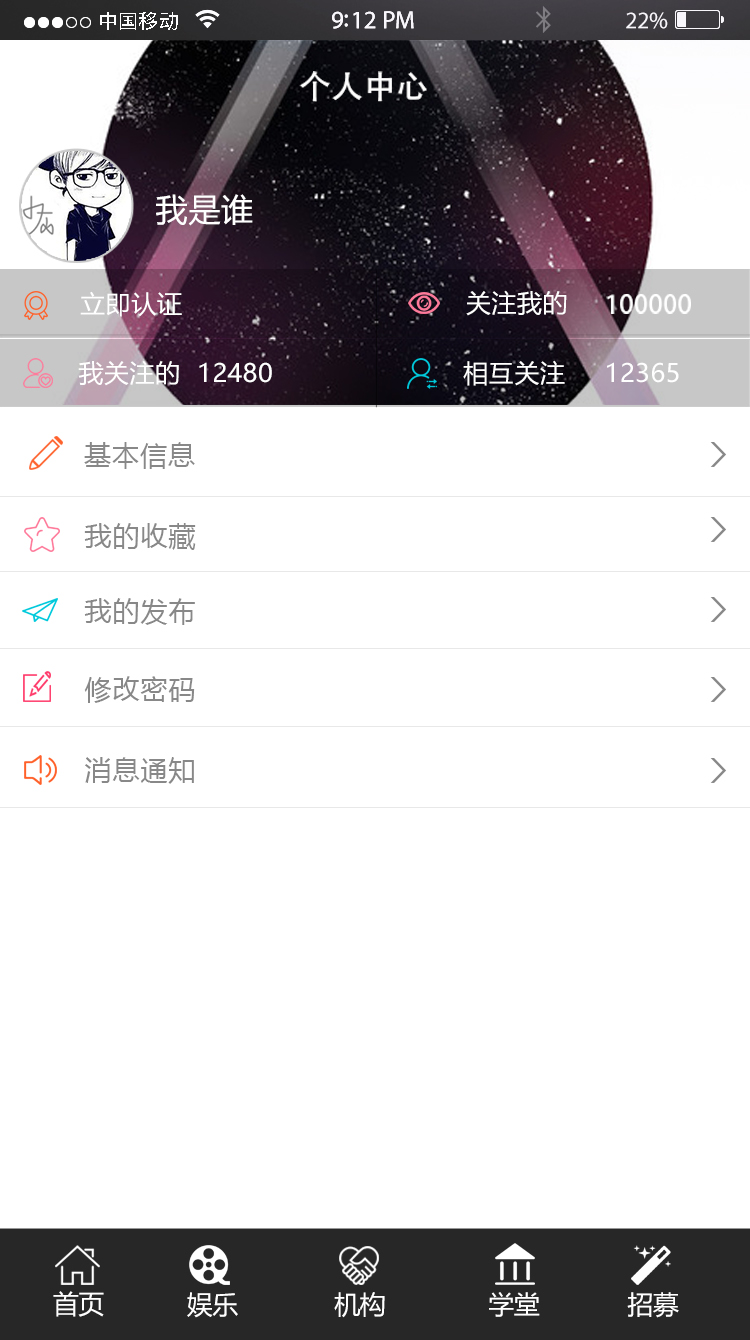 中国移动 9:12 PM 22%
个人中心
我是谁
立即认证 关注我的 100000
我关注的 12480 相互关注 12365
基本信息
我的收藏
我的发布
修改密码
消息通知
首页 娱乐 机构 学堂 招募